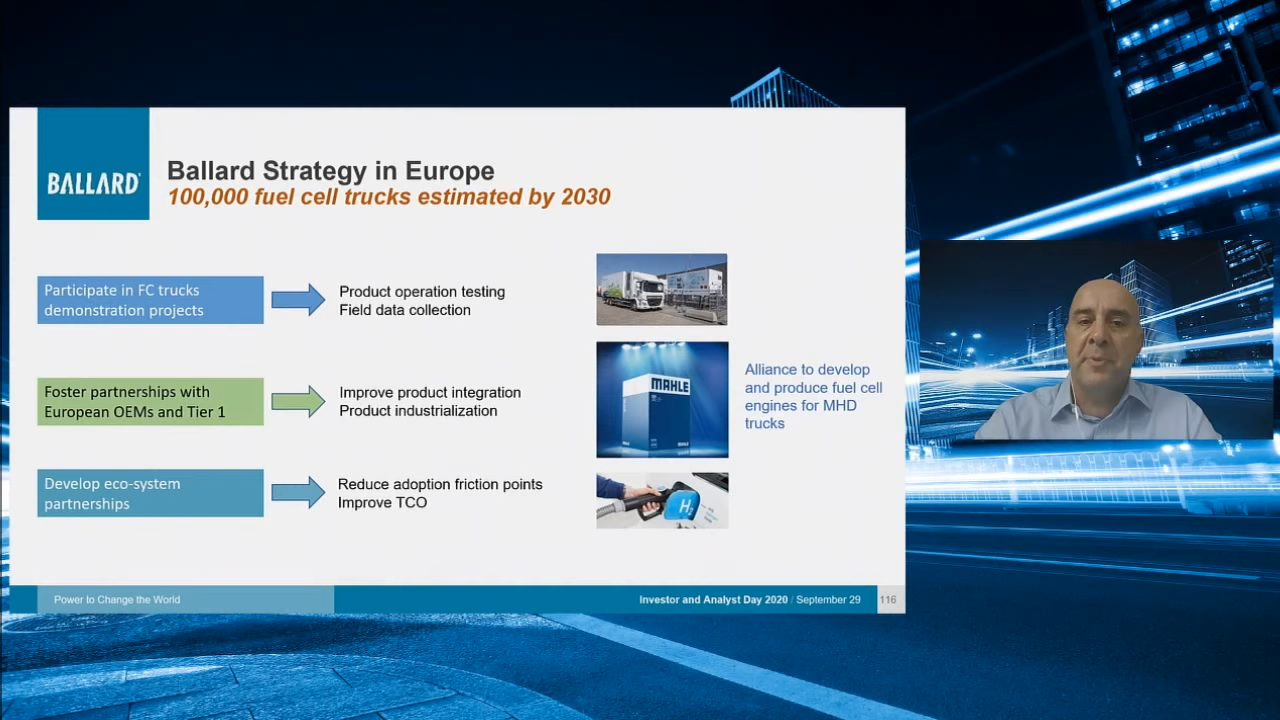 BALLARD
Ballard Strategy in Europe
100,000 fuel cell trucks estimated by 2030
Participate in FC trucks
demonstration projects
Product operation testing
Field data collection
Foster partnerships with
European OEMs and Tier 1
Improve product integration
Product industrialization
MAHLE
Alliance to develop
and produce fuel cell
engines for MHD
trucks
Develop eco-system
partnerships
Reduce adoption friction points
Improve TCO
H2
Power to Change the World
Investor and Analyst Day 2020 / September 29
116